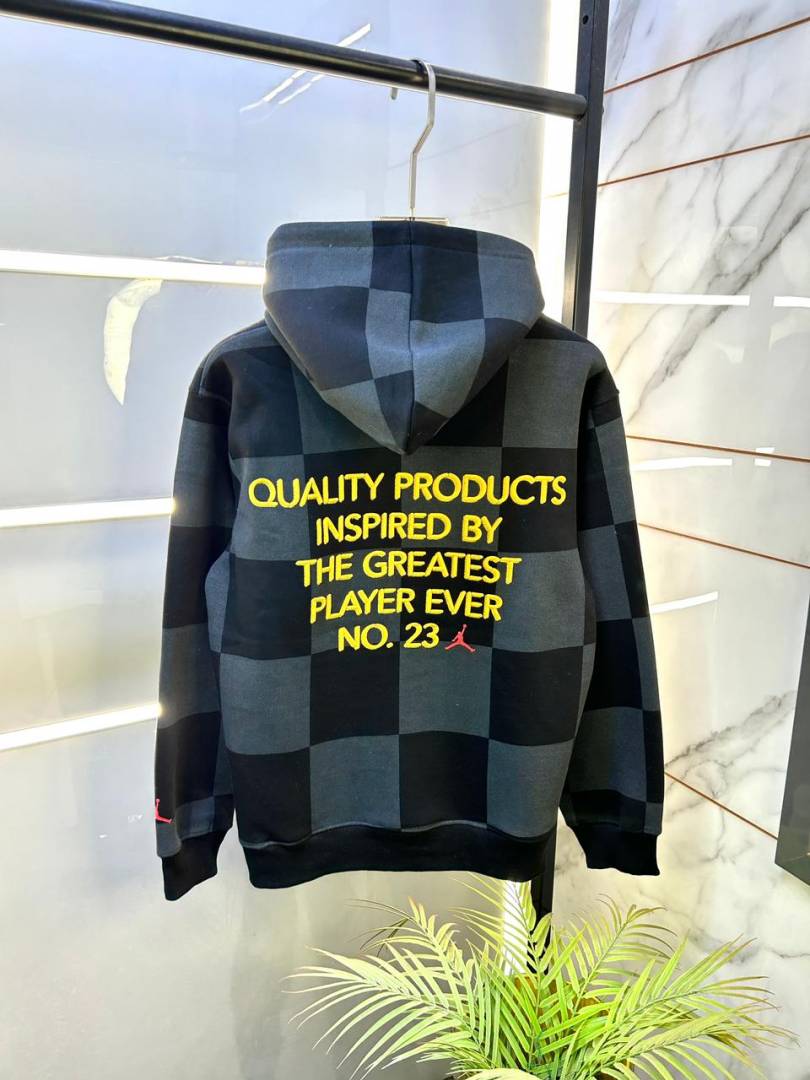 QUALITY PRODUCTS
INSPIRED BY
THE GREATEST
PLAYER EVER
NO. 23